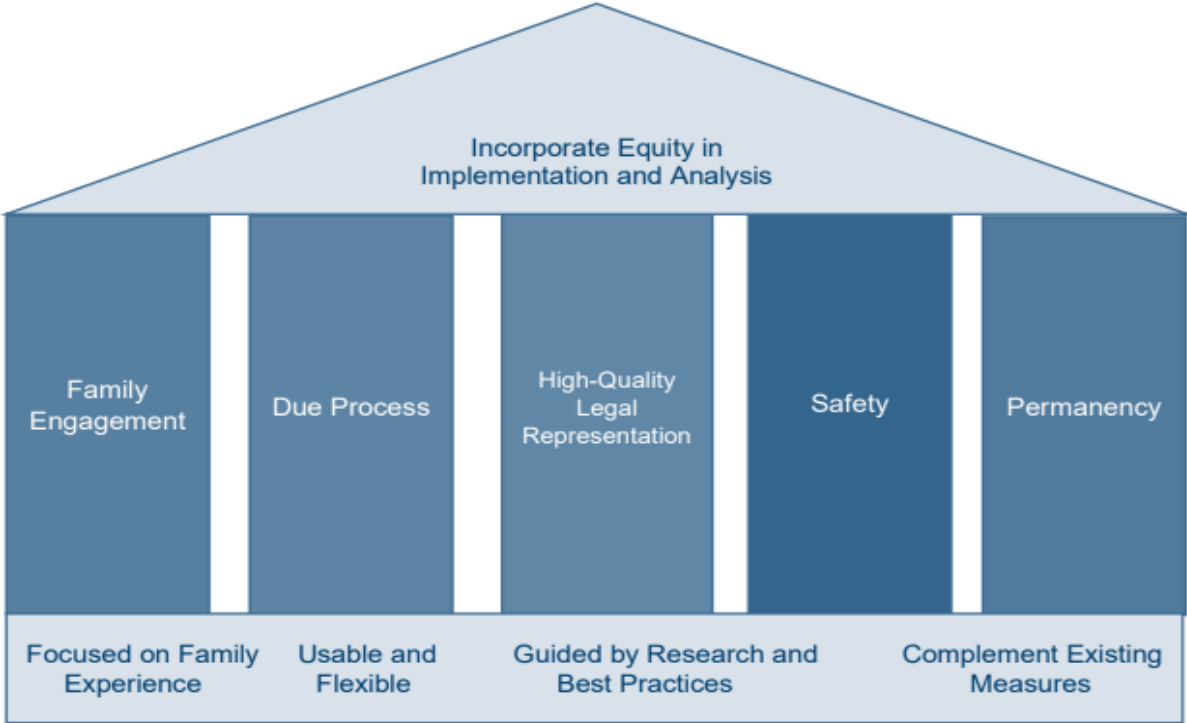 Incorporate Equity in
Implementation and Analysis
Family
Engagement
Due Process
High-Quality
Legal
Representation
Safety
Permanency
Focused on Family
Experience
Usable and
Flexible
Guided by Research and
Best Practices
Complement Existing
Measures